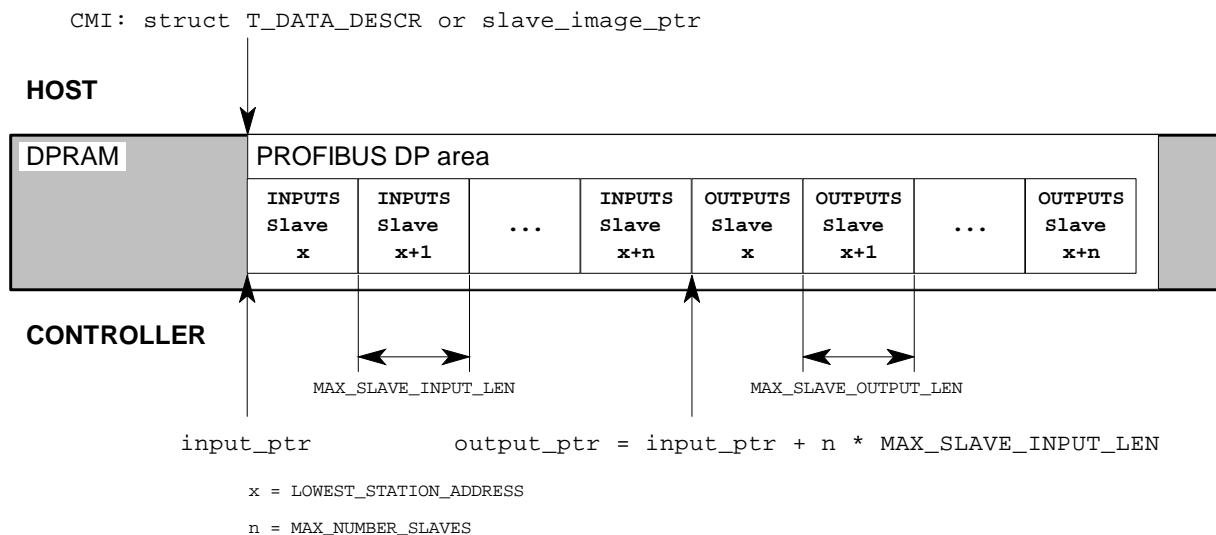 CMI: struct T_DATA_DESCR or slave_image_ptr
HOST
DPRAM
PROFIBUS DP area
INPUTS INPUTS INPUTS OUTPUTS OUTPUTS OUTPUTS
Slave Slave ... Slave Slave Slave ... Slave
x x+1 x+n x x+1 x+n
CONTROLLER
MAX_SLAVE_INPUT_LEN MAX_SLAVE_OUTPUT_LEN
input_ptr output_ptr = input_ptr + n * MAX_SLAVE_INPUT_LEN
x = LOWEST_STATION_ADDRESS
n = MAX_NUMBER_SLAVES